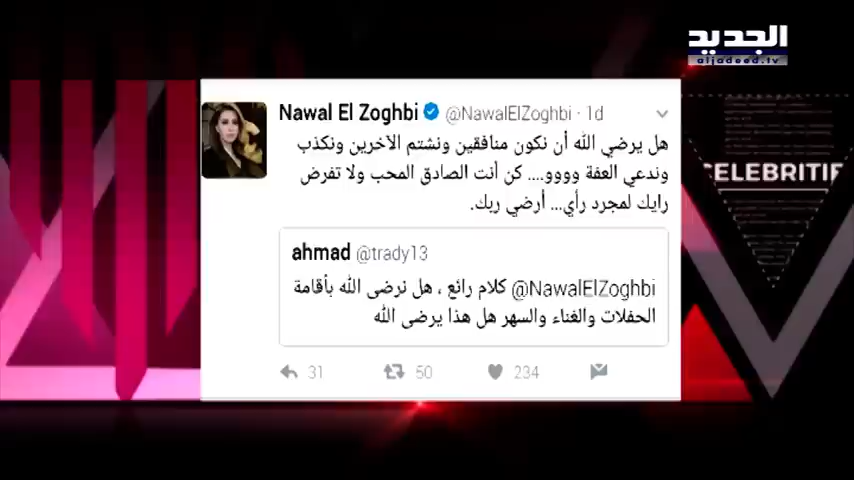 الجديد
aljadeed.tv
Nawal El Zoghbi @NawalElZoghbi · 1d
هل يرضي الله أن نكون منافقين ونشتم الآخرين ونكذب
وندعي العفة وووو.... كن أنت الصادق المحب ولا تفرض
رايك لمجرد رأي... أرضي ربك.
ahmad @trady13
@NawalElZoghbi كلام رائع ، هل نرضى الله بأقامة
الحفلات والغناء والسهر هل هذا يرضى الله
31 50 234
CELEBRITIE